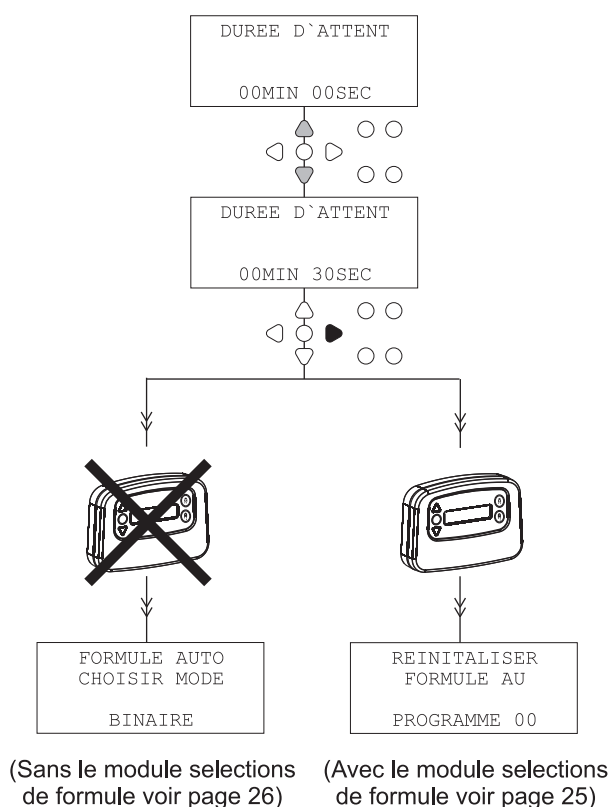 DUREE D`ATTENT
00MIN 00SEC
DUREE D`ATTENT
00MIN 30SEC
FORMULE AUTO
CHOISIR MODE
BINAIRE
(Sans le module selections
de formule voir page 26)
REINITALISER
FORMULE AU
PROGRAMME 00
(Avec le module selections
de formule voir page 25)